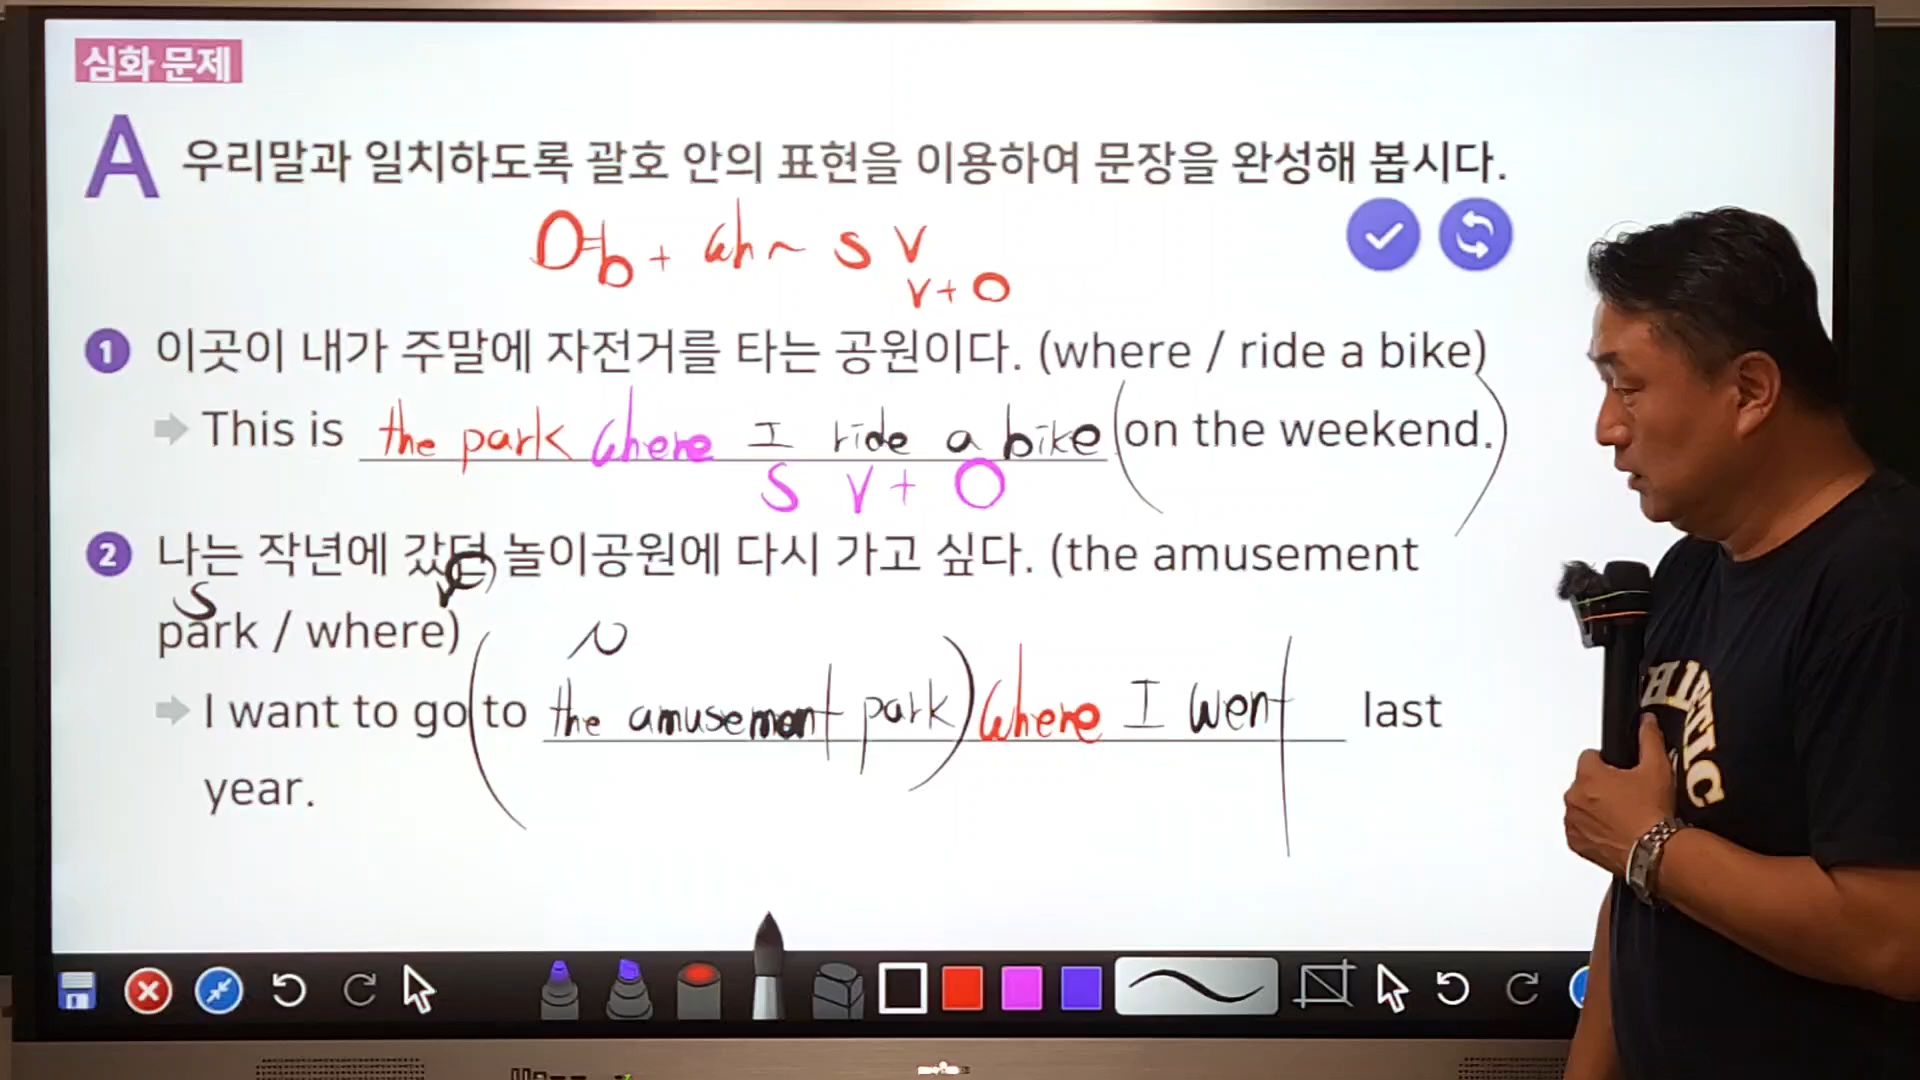 심화 문제
A 우리말과 일치하도록 괄호 안의 표현을 이용하여 문장을 완성해 봅시다.
+ wh~ S V
V + O
1 이곳이 내가 주말에 자전거를 타는 공원이다. (where / ride a bike)
This is the park where I ride a bike (on the weekend.)
S V + O
2 나는 작년에 갔던 놀이공원에 다시 가고 싶다. (the amusement
S V
park / where)
N
I want to go (to the amusement park) where I went last
year.